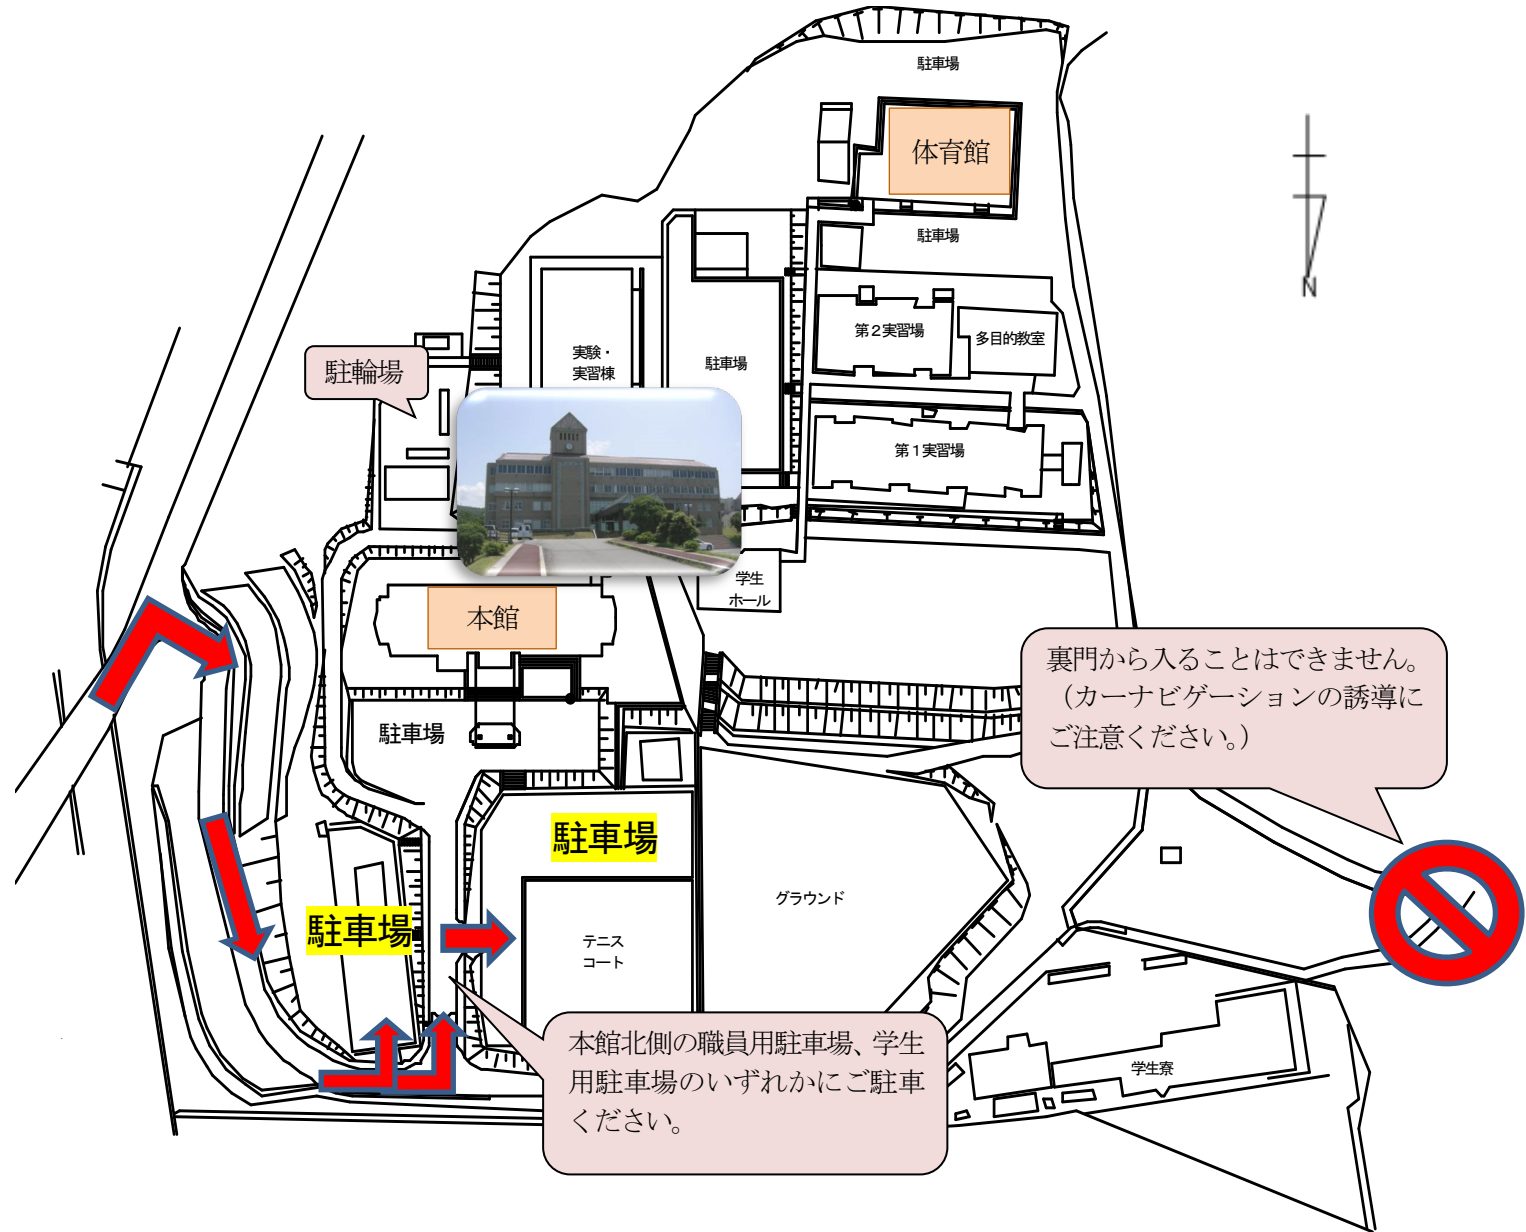 駐車場
体育館
駐車場
N
第2実習場
多目的教室
実験・
実習棟
駐車場
駐輪場
第1実習場
学生
ホール
本館
裏門から入ることはできません。
（カーナビゲーションの誘導に
ご注意ください。）
駐車場
駐車場
グラウンド
駐車場
テニス
コート
本館北側の職員用駐車場、学生
用駐車場のいずれかにご駐車
ください。
学生寮